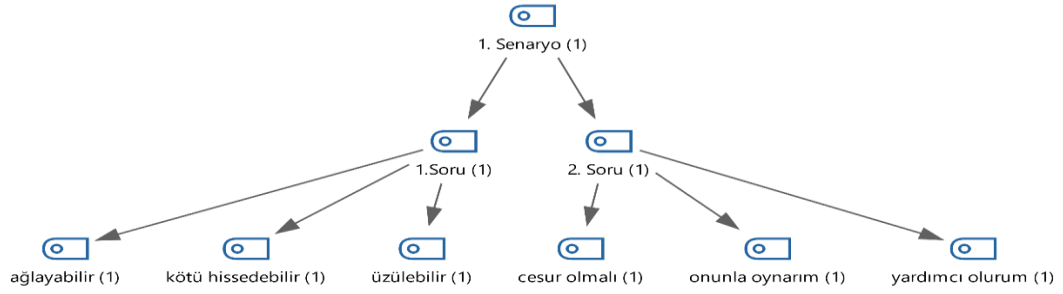 1. Senaryo (1)
1.Soru (1)
2. Soru (1)
ağlayabilir (1)
kötü hissedebilir (1)
üzülebilir (1)
cesur olmalı (1)
onunla oynarım (1)
yardımcı olurum (1)